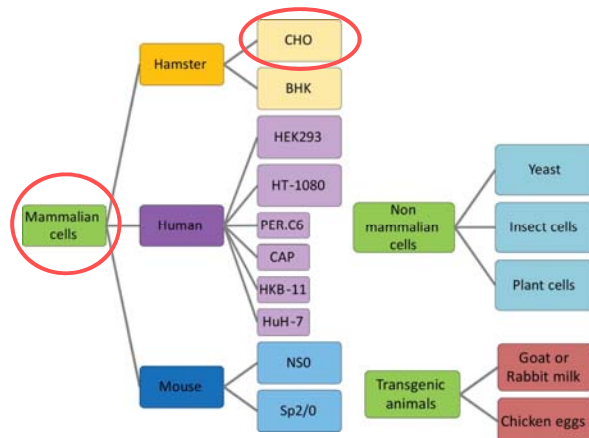 CHO
Hamster
BHK
HEK293
HT-1080
Mammalian
cells
Human
PER.C6
CAP
HKB-11
HuH-7
NS0
Mouse
Sp2/0
Yeast
Non
mammalian
cells
Insect cells
Plant cells
Goat or
Rabbit milk
Transgenic
animals
Chicken eggs